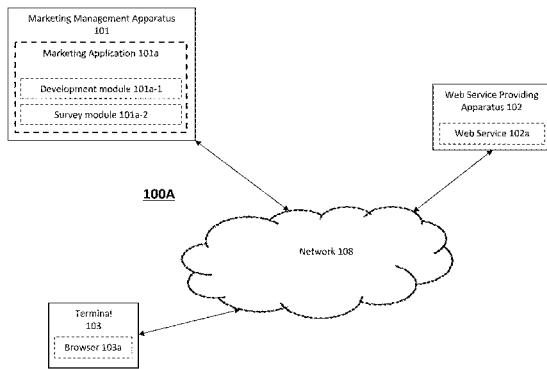 Marketing Management Apparatus
101
Marketing Application 101a
Development module 101a-1
Survey module 101a-2
Web Service Providing
Apparatus 102
Web Service 102a
100A
Network 108
Terminal
103
Browser 103a